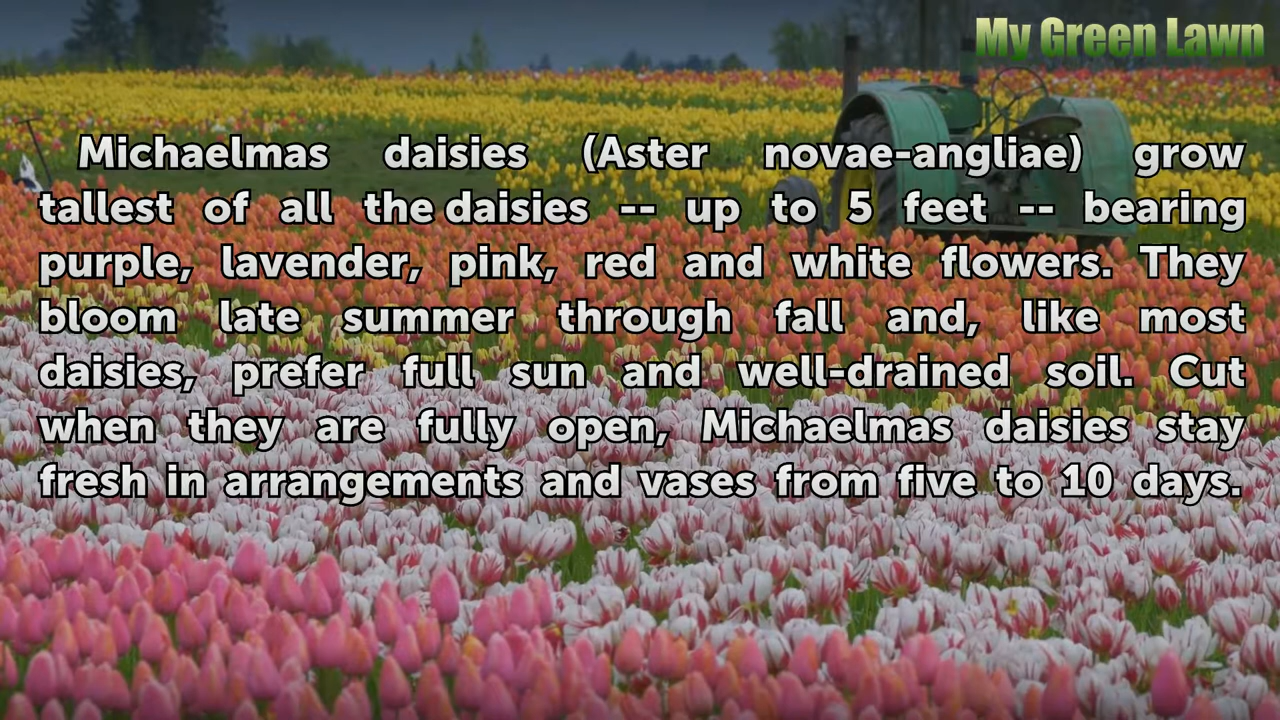 My Green Lawn
Michaelmas daisies (Aster novae-angliae) grow
tallest of all the daisies -- up to 5 feet -- bearing
purple, lavender, pink, red and white flowers. They
bloom late summer through fall and, like most
daisies, prefer full sun and well-drained soil. Cut
when they are fully open, Michaelmas daisies stay
fresh in arrangements and vases from five to 10 days.